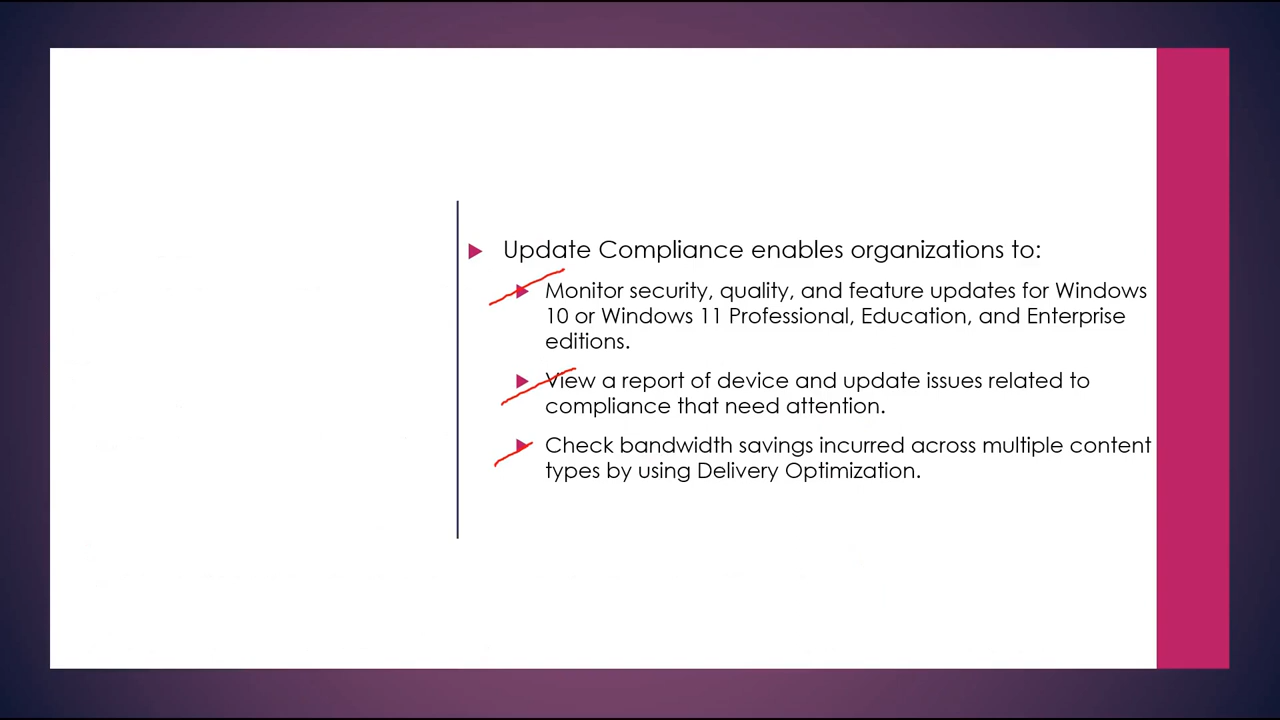 Update Compliance enables organizations to:
Monitor security, quality, and feature updates for Windows
10 or Windows 11 Professional, Education, and Enterprise
editions.
View a report of device and update issues related to
compliance that need attention.
Check bandwidth savings incurred across multiple content
types by using Delivery Optimization.